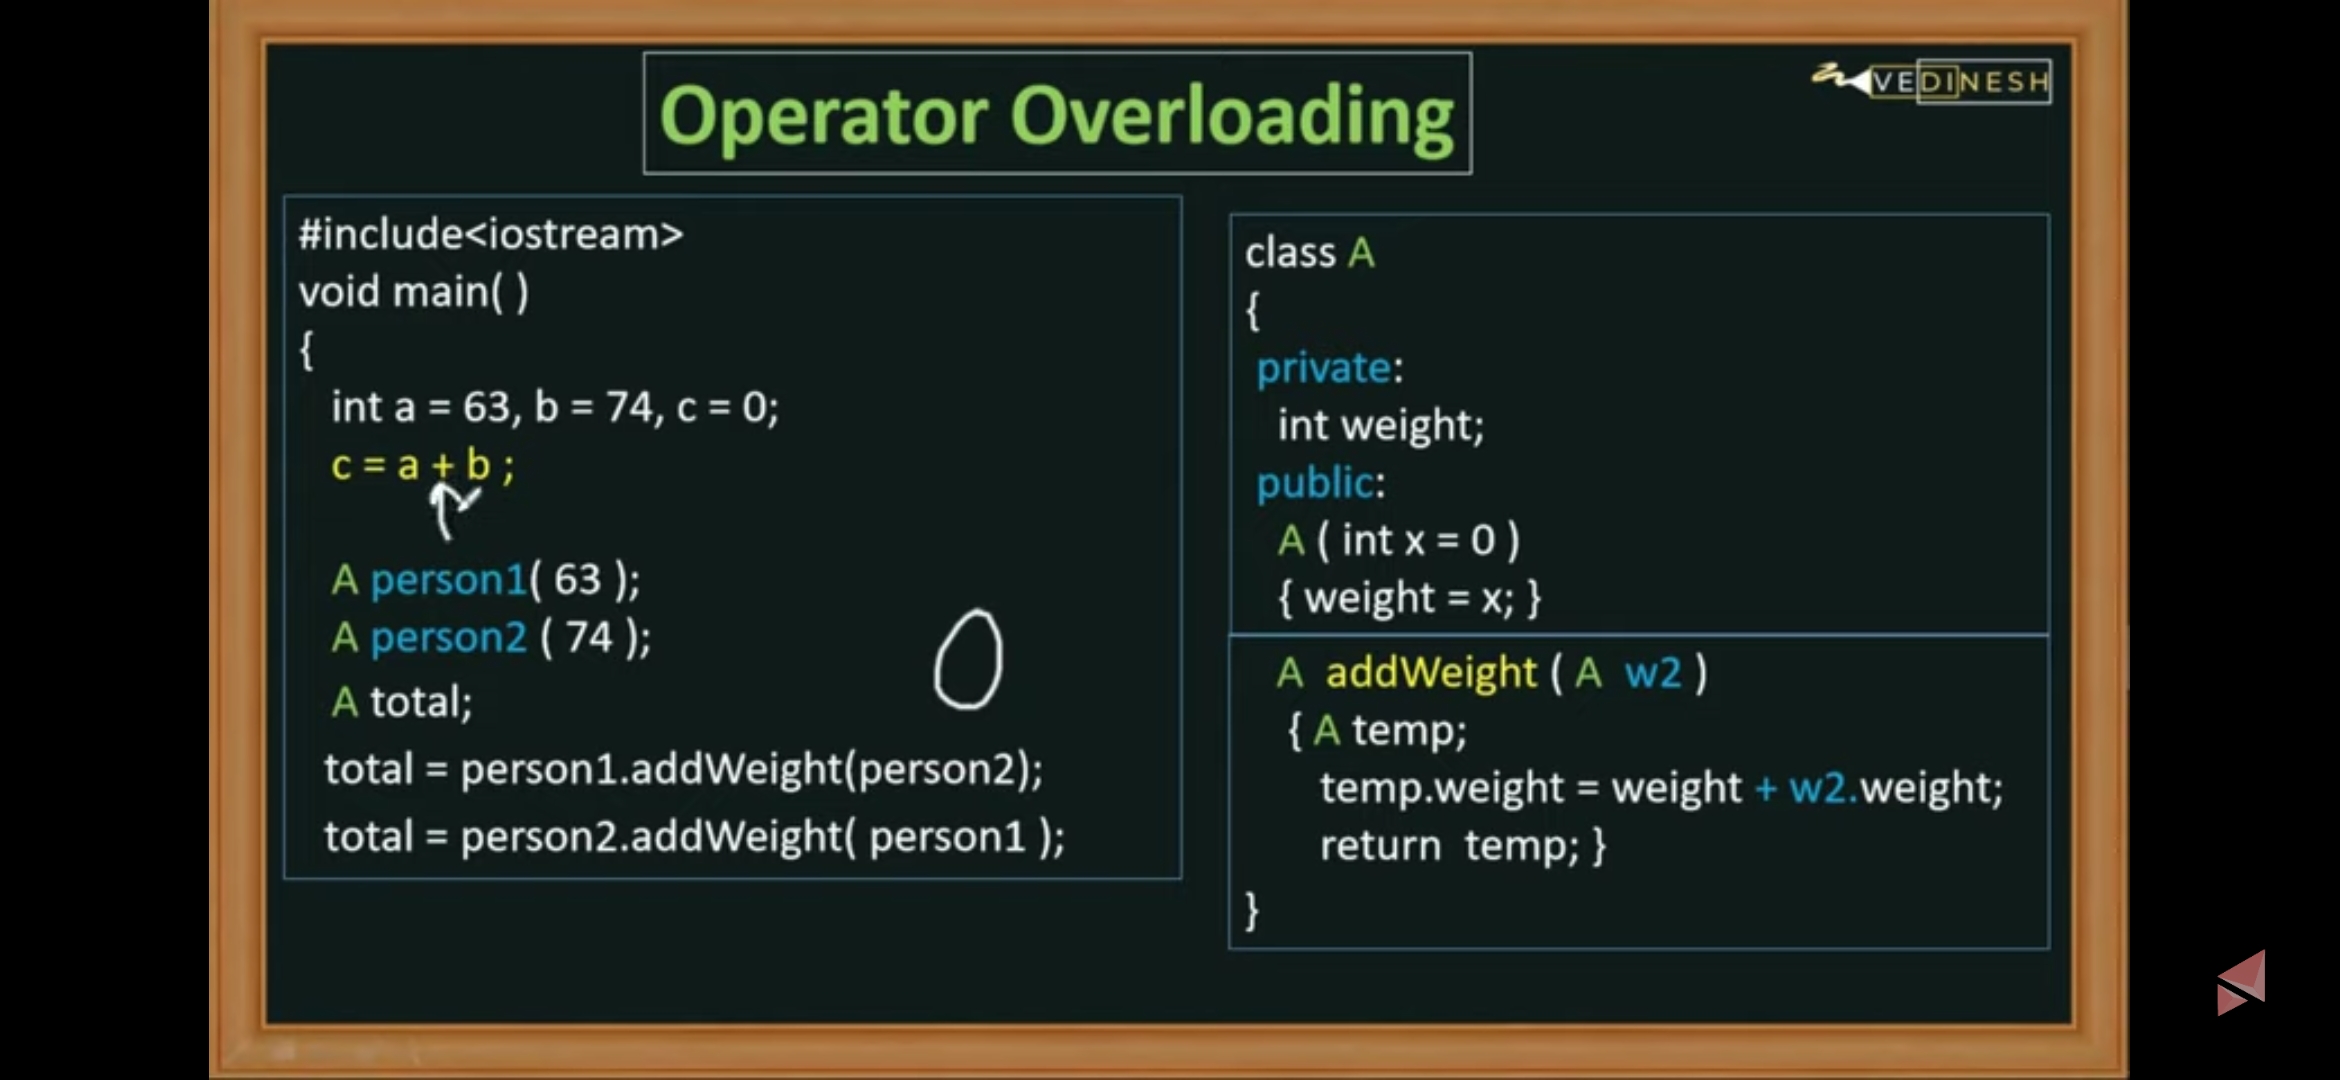 Operator Overloading
VEDINESH
#include<iostream>
void main( )
{
int a = 63, b = 74, c = 0;
c = a + b ;
A person1( 63 );
A person2 ( 74 );
A total;
total = person1.addWeight(person2);
total = person2.addWeight( person1 );
class A
{
private:
int weight;
public:
A ( int x = 0 )
{ weight = x; }
A addWeight ( A w2 )
{ A temp;
temp.weight = weight + w2.weight;
return temp; }
}